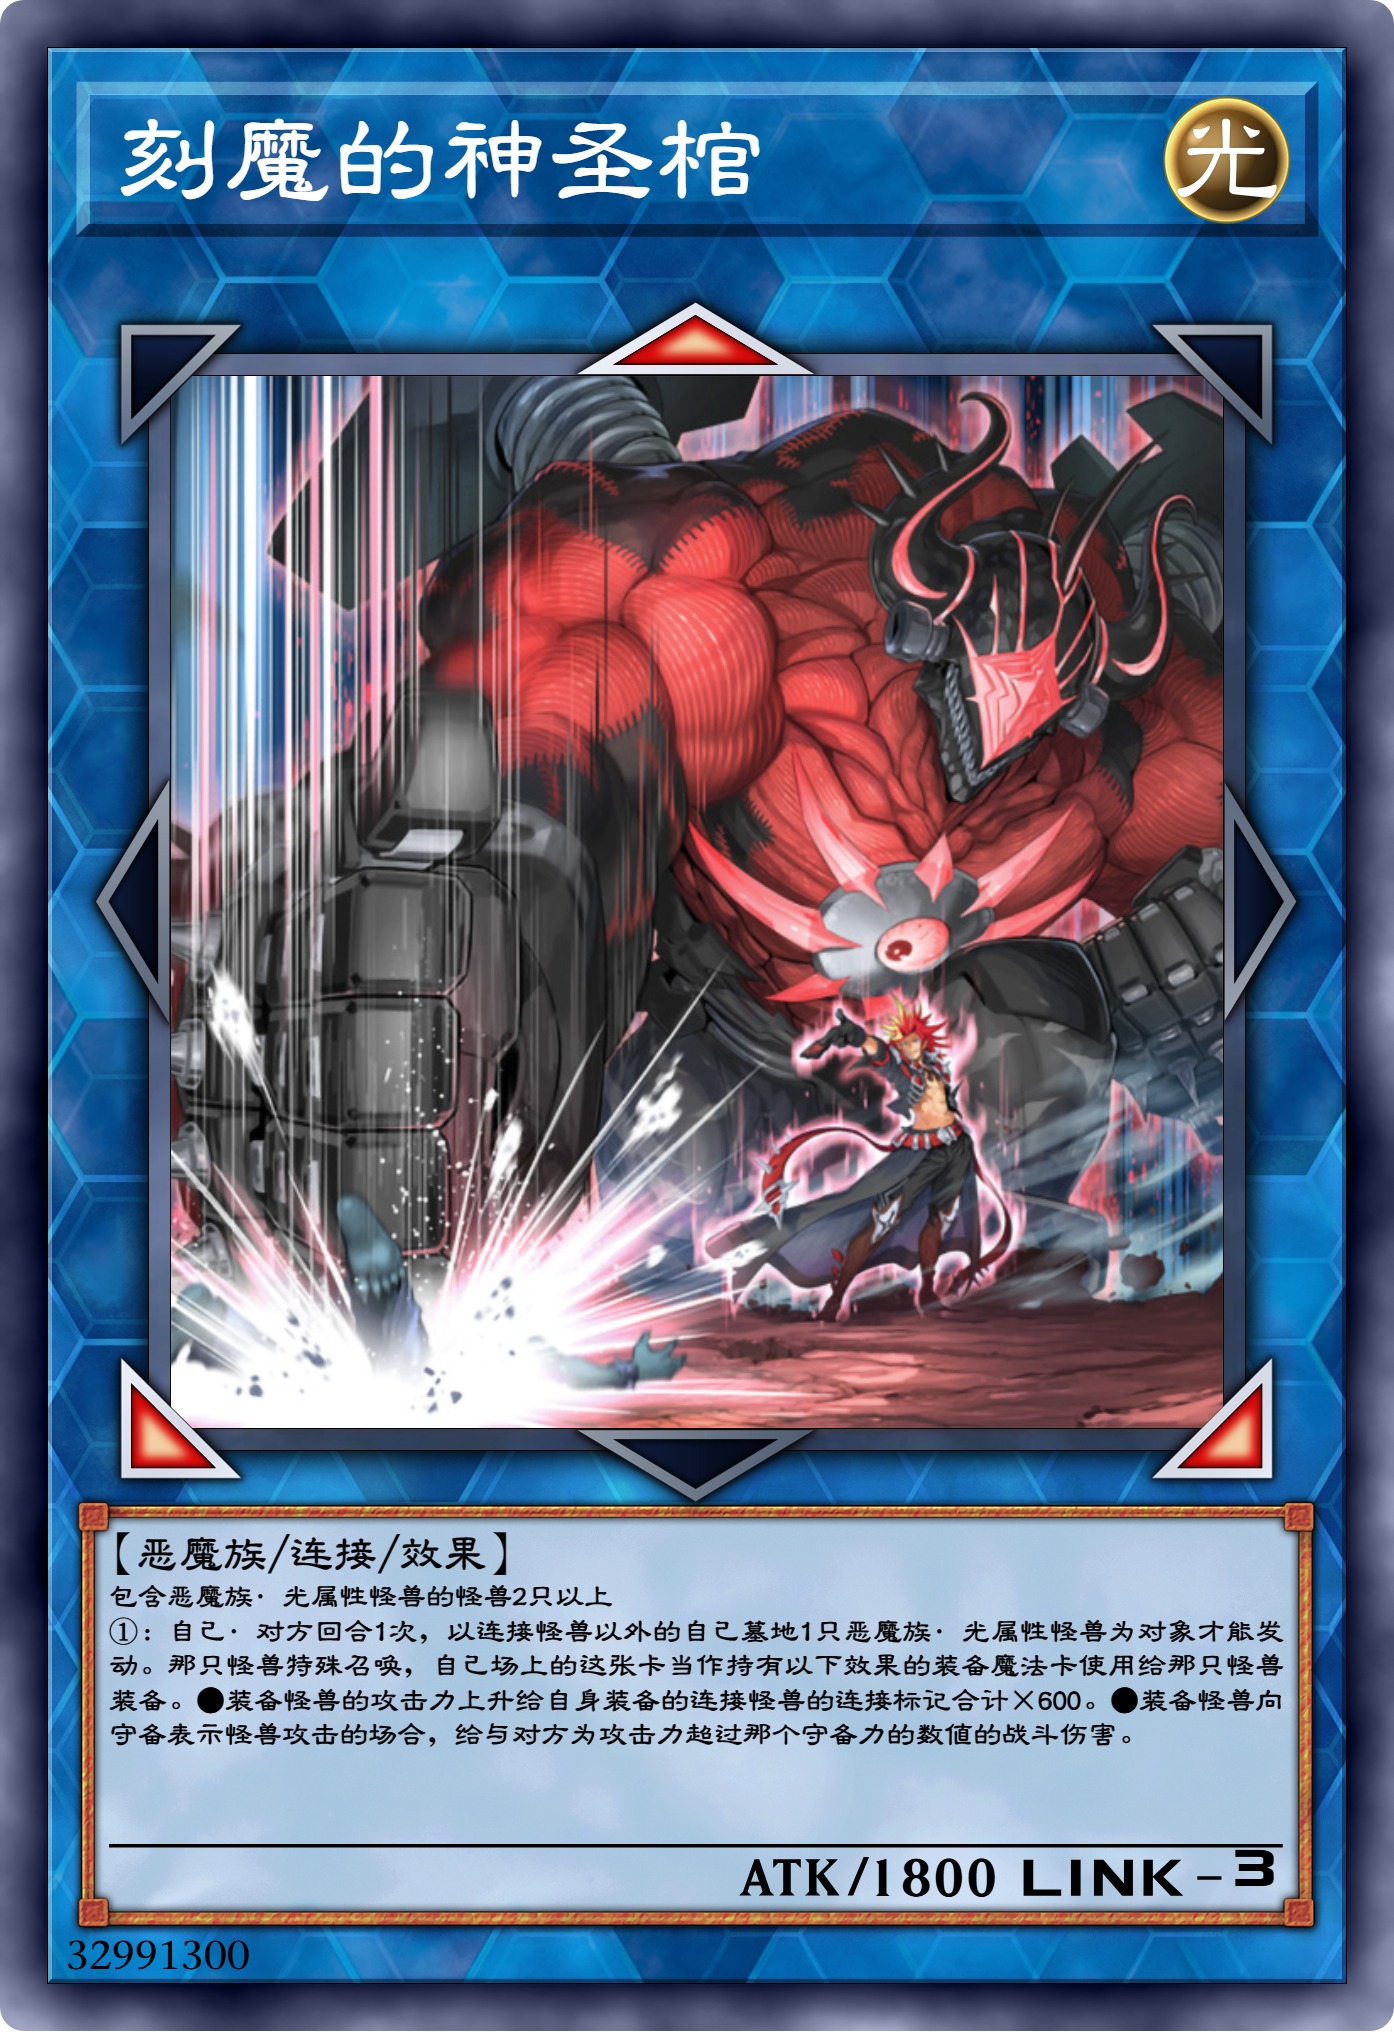 刻魔的神圣棺
光
【恶魔族/连接/效果】
包含恶魔族·光属性怪兽的怪兽2只以上
①：自己·对方回合1次，以连接怪兽以外的自己墓地1只恶魔族·光属性怪兽为对象才能发
动。那只怪兽特殊召唤，自己场上的这张卡当作持有以下效果的装备魔法卡使用给那只怪兽
装备。●装备怪兽的攻击力上升给自身装备的连接怪兽的连接标记合计×600。●装备怪兽向
守备表示怪兽攻击的场合，给与对方为攻击力超过那个守备力的数值的战斗伤害。
ATK/1800 LINK-3
32991300